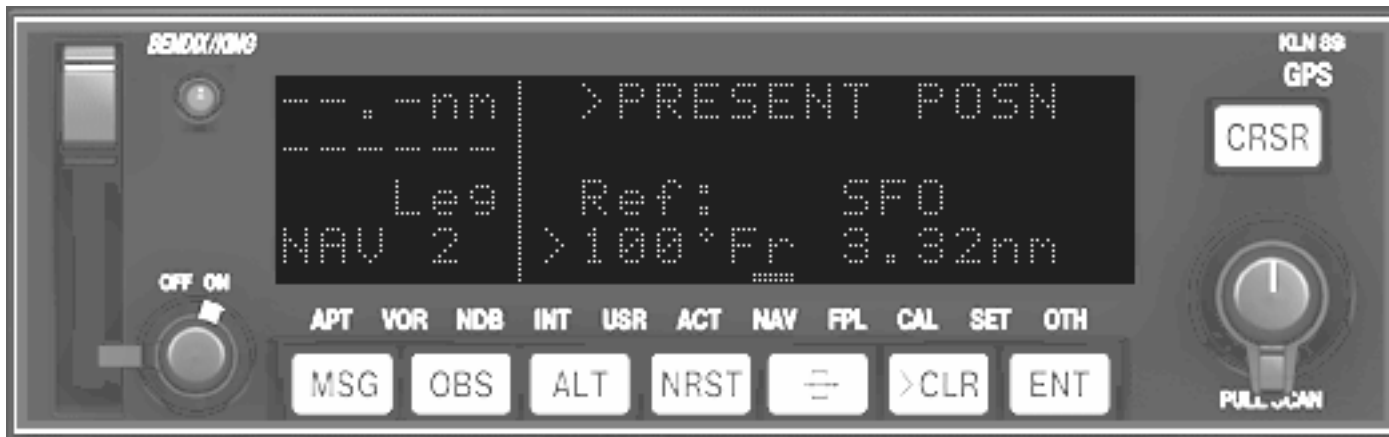 BENDIX/KING
KLN 89
GPS
--.-nm >PRESENT POSN
------
Leg Ref: SFO
NAV 2 >100°Fr 3.32nm
CRSR
OFF ON
APT VOR NDB INT USR ACT NAV FPL CAL SET OTH
MSG OBS ALT NRST >CLR ENT
PULL SCAN